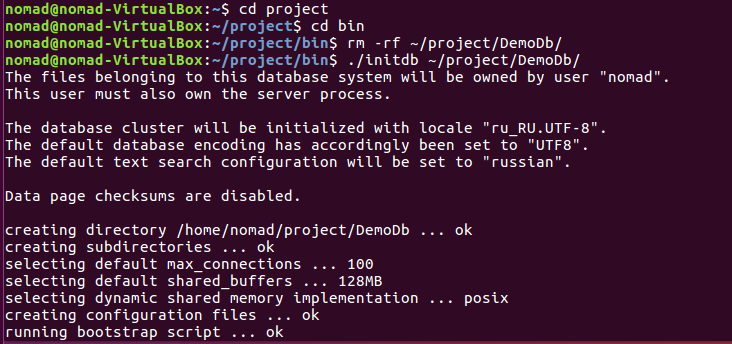 nomad@nomad-VirtualBox:~$ cd project
nomad@nomad-VirtualBox:~/project$ cd bin
nomad@nomad-VirtualBox:~/project/bin$ rm -rf ~/project/DemoDb/
nomad@nomad-VirtualBox:~/project/bin$ ./initdb ~/project/DemoDb/
The files belonging to this database system will be owned by user "nomad".
This user must also own the server process.

The database cluster will be initialized with locale "ru_RU.UTF-8".
The default database encoding has accordingly been set to "UTF8".
The default text search configuration will be set to "russian".

Data page checksums are disabled.

creating directory /home/nomad/project/DemoDb ... ok
creating subdirectories ... ok
selecting default max_connections ... 100
selecting default shared_buffers ... 128MB
selecting dynamic shared memory implementation ... posix
creating configuration files ... ok
running bootstrap script ... ok